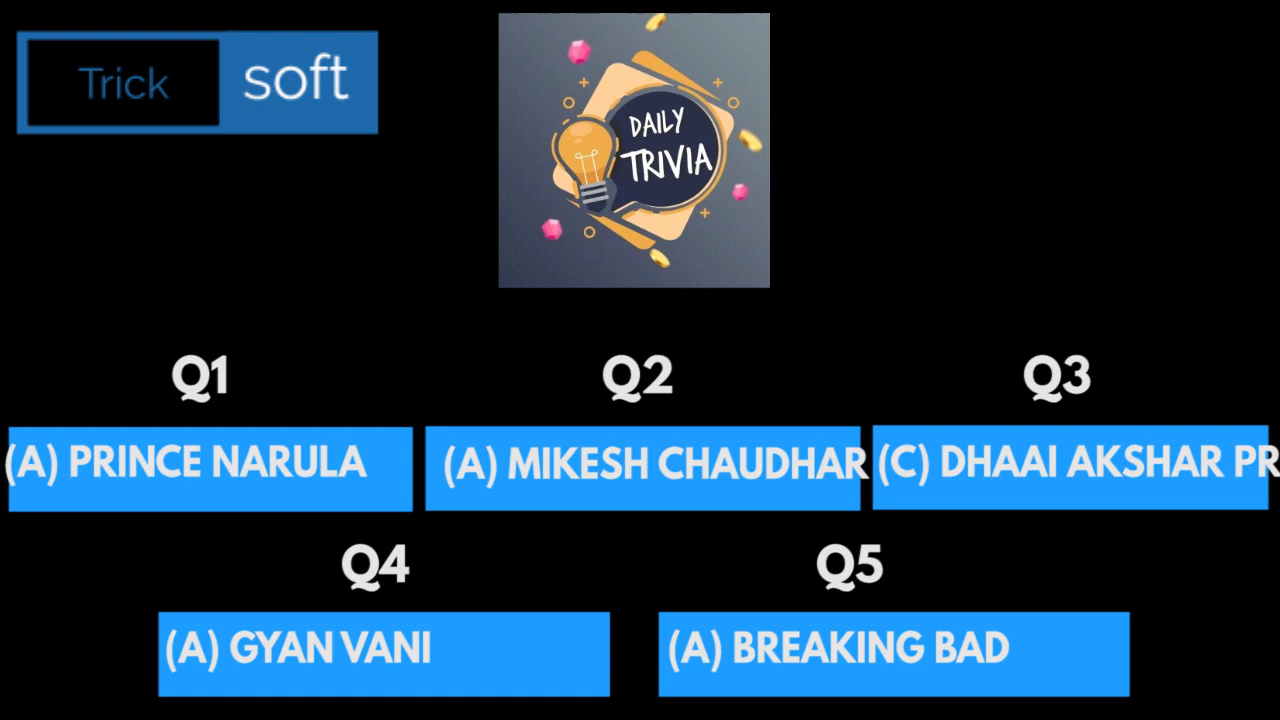 Trick soft
DAILY
TRIVIA
Q1 Q2 Q3
(A) PRINCE NARULA (A) MIKESH CHAUDHAR (C) DHAAI AKSHAR PR
Q4 Q5
(A) GYAN VANI (A) BREAKING BAD